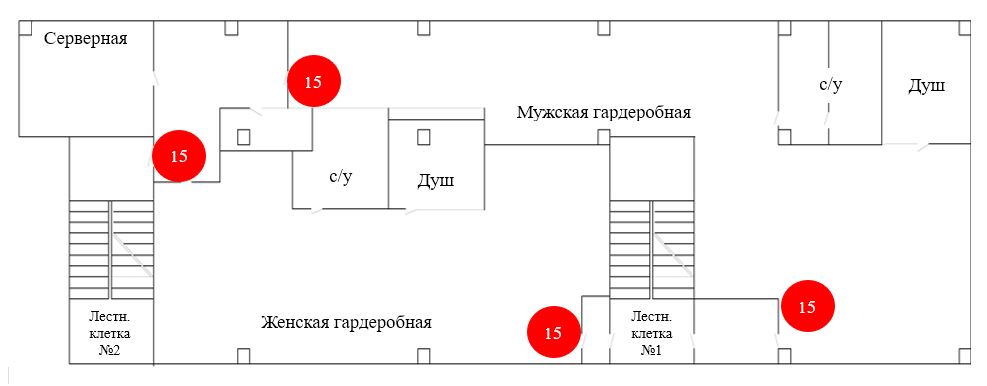 Серверная
15
с/у
Душ
Мужская гардеробная
15
с/у
Душ
Лестн.
клетка
№2
Женская гардеробная
15
Лестн.
клетка
№1
15